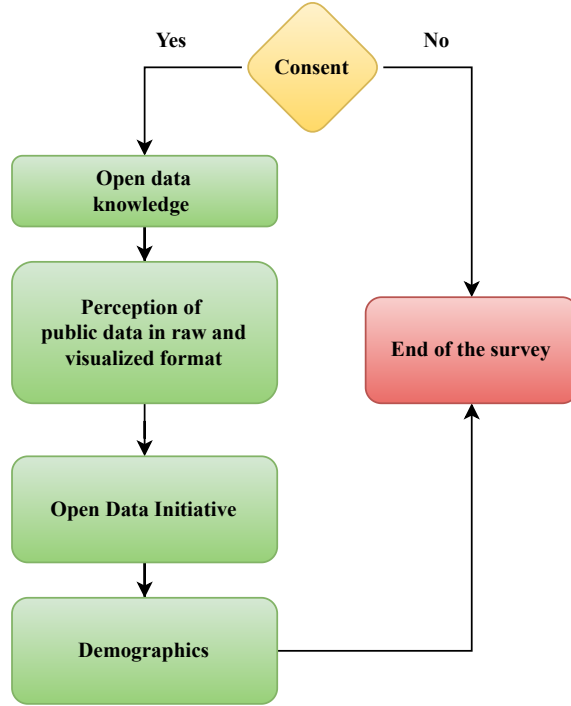 Yes
No
Consent
Open data
knowledge
Perception of
public data in raw and
visualized format
End of the survey
Open Data Initiative
Demographics